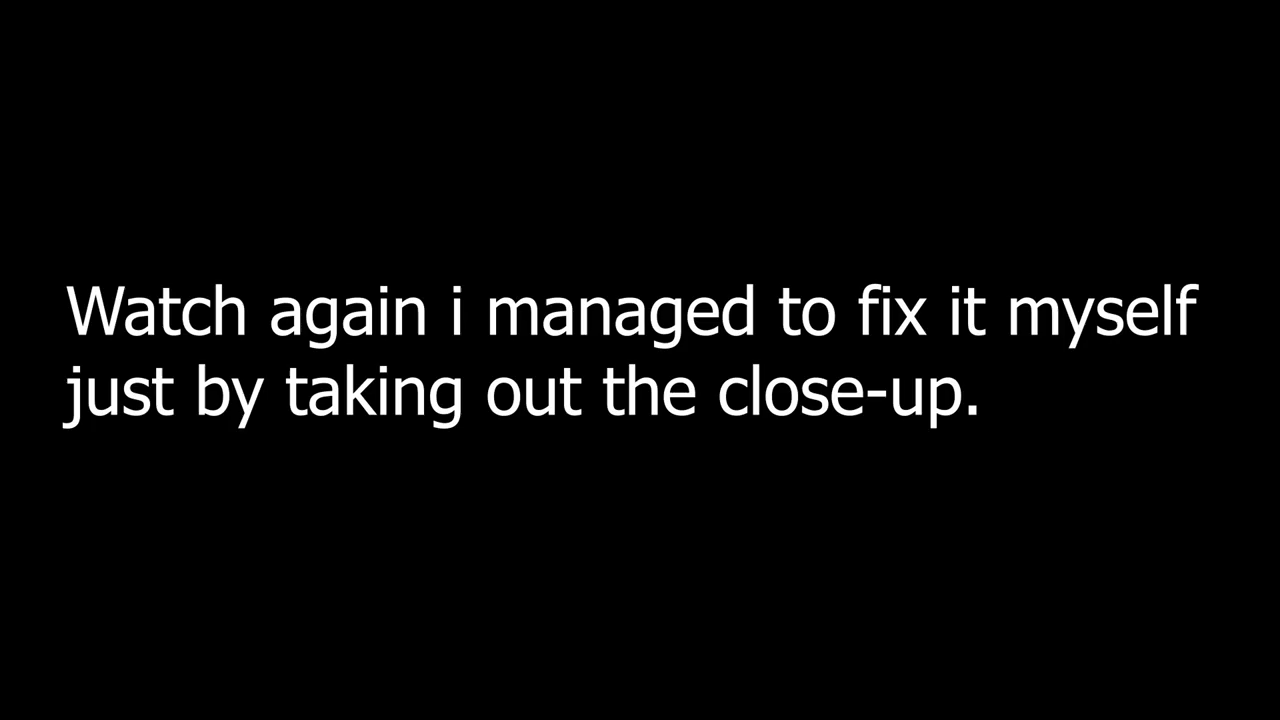 Watch again i managed to fix it myself
just by taking out the close-up.